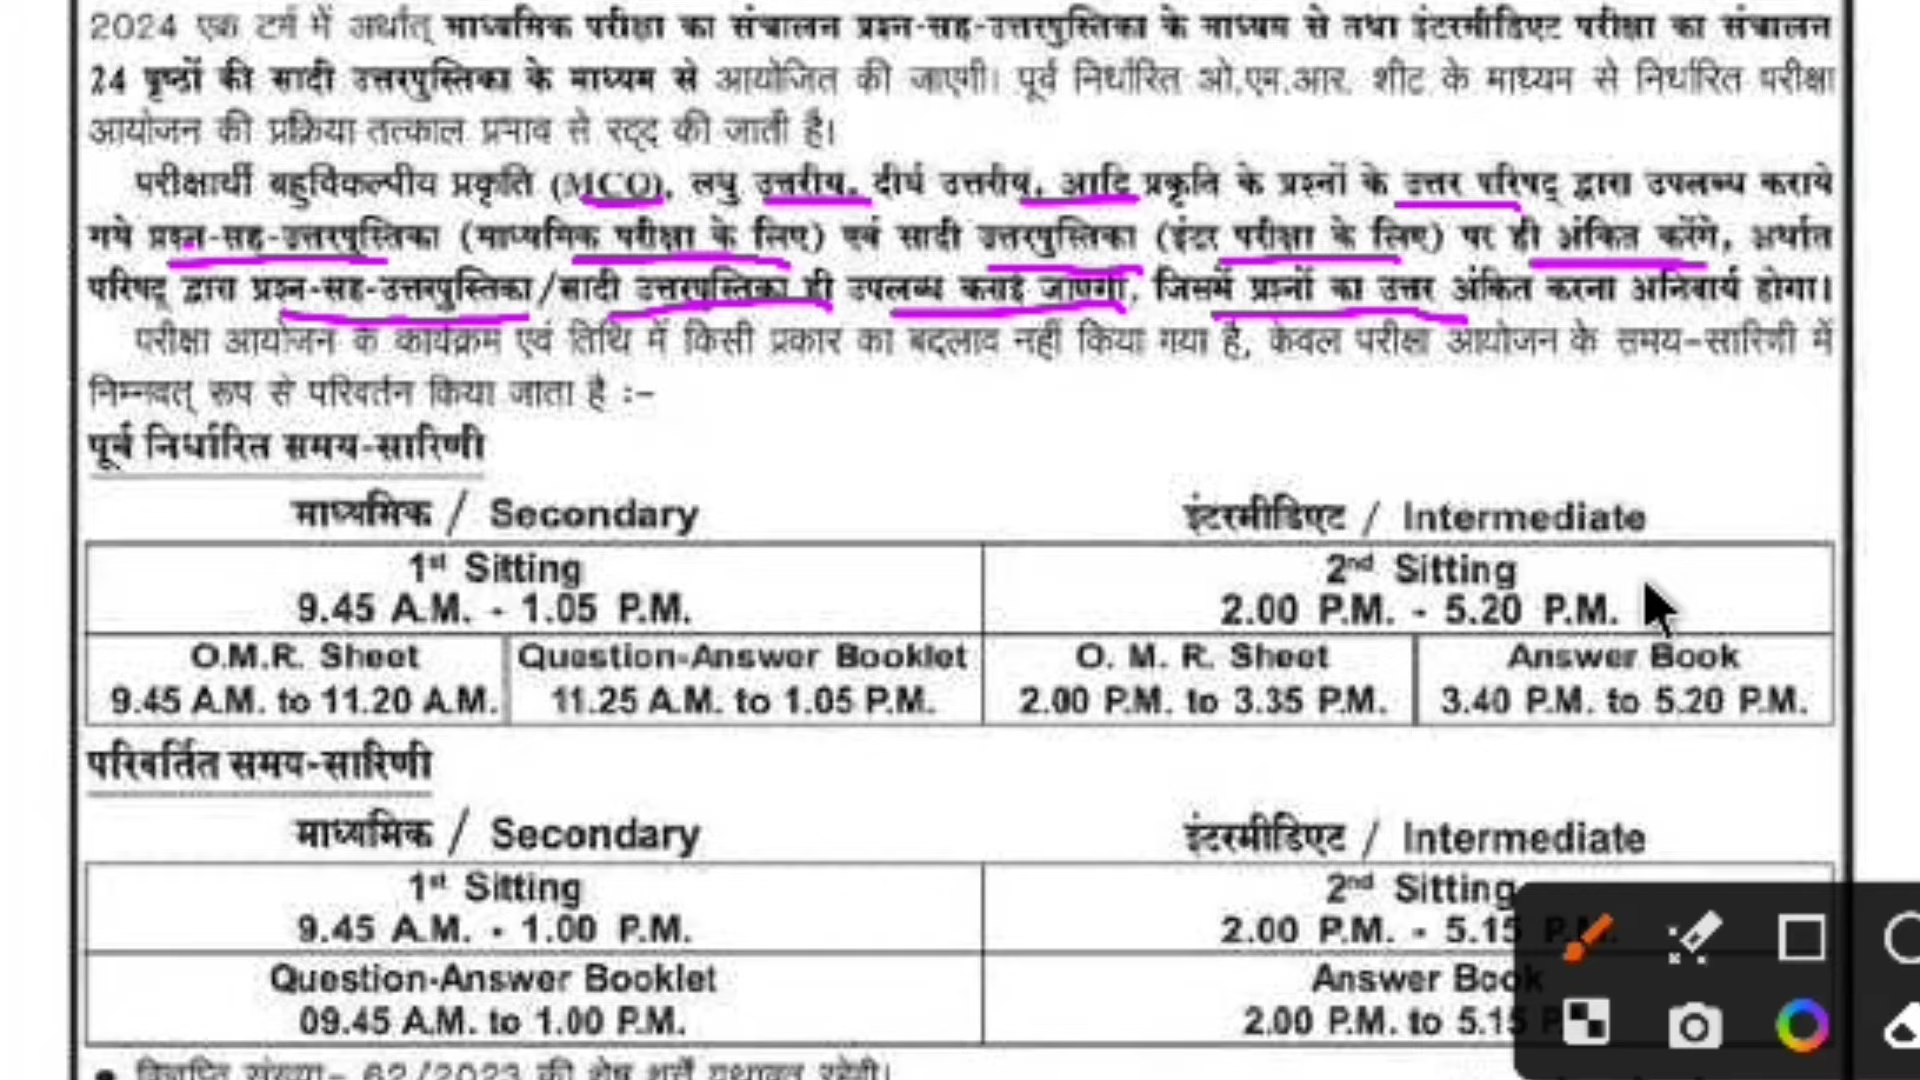 2024 एक टर्म में अर्थात् माध्यमिक परीक्षा का संचालन प्रश्न-सह-उत्तरपुस्तिका के माध्यम से तथा इंटरमीडिएट परीक्षा का संचालन
24 पृष्ठों की सादी उत्तरपुस्तिका के माध्यम से आयोजित की जाएगी। पूर्व निर्धारित ओ.एम.आर. शीट के माध्यम से निर्धारित परीक्षा
आयोजन की प्रक्रिया तत्काल प्रभाव से रद्द की जाती है।
परीक्षार्थी बहुविकल्पीय प्रकृति (MCQ), लघु उत्तरीय, दीर्घ उत्तरीय, आदि प्रकृति के प्रश्नों के उत्तर परिषद् द्वारा उपलब्ध कराये
गये प्रश्न-सह-उत्तरपुस्तिका (माध्यमिक परीक्षा के लिए) एवं सादी उत्तरपुस्तिका (इंटर परीक्षा के लिए) पर ही अंकित करेंगे, अर्थात
परिषद् द्वारा प्रश्न-सह-उत्तरपुस्तिका/सादी उत्तरपुस्तिका ही उपलब्ध कराई जाएगी, जिसमें प्रश्नों का उत्तर अंकित करना अनिवार्य होगा।
परीक्षा आयोजन के कार्यक्रम एवं तिथि में किसी प्रकार का बदलाव नहीं किया गया है, केवल परीक्षा आयोजन के समय-सारिणी में
निम्नवत् रूप से परिवर्तन किया जाता है :-
पूर्व निर्धारित समय-सारिणी
माध्यमिक / Secondary इंटरमीडिएट / Intermediate
1st Sitting 2nd Sitting
9.45 A.M. - 1.05 P.M. 2.00 P.M. - 5.20 P.M.
O.M.R. Sheet Question-Answer Booklet O. M. R. Sheet Answer Book
9.45 A.M. to 11.20 A.M. 11.25 A.M. to 1.05 P.M. 2.00 P.M. to 3.35 P.M. 3.40 P.M. to 5.20 P.M.
परिवर्तित समय-सारिणी
माध्यमिक / Secondary इंटरमीडिएट / Intermediate
1st Sitting 2nd Sitting
9.45 A.M. - 1.00 P.M. 2.00 P.M. - 5.15 P.M.
Question-Answer Booklet Answer Book
09.45 A.M. to 1.00 P.M. 2.00 P.M. to 5.15 P
• विज्ञप्ति संख्या- 62/2023 की शेष शर्तें यथावत रहेगी।